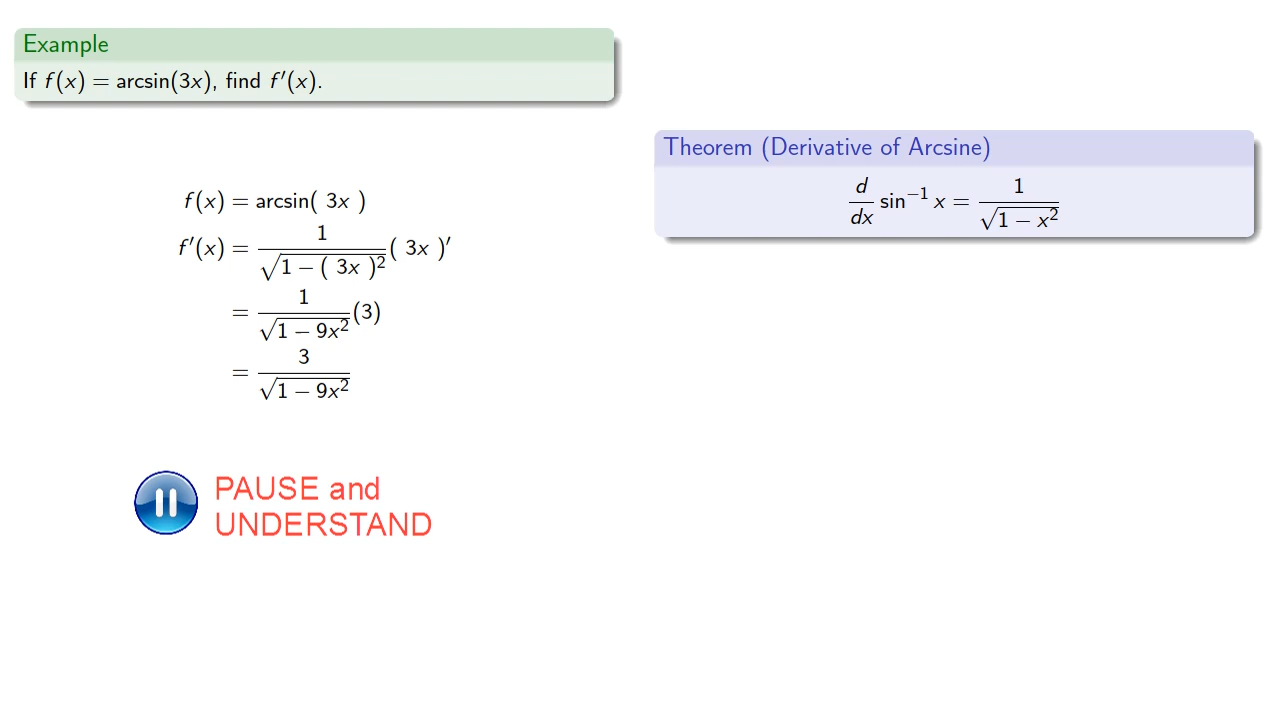 Example
If f(x) = arcsin(3x), find f′(x).
Theorem (Derivative of Arcsine)
d/dx sin⁻¹ x = 1/√(1 − x²)
f(x) = arcsin( 3x )
f′(x) = 1/√(1 − ( 3x )²) ( 3x )′
= 1/√(1 − 9x²) (3)
= 3/√(1 − 9x²)
PAUSE and
UNDERSTAND